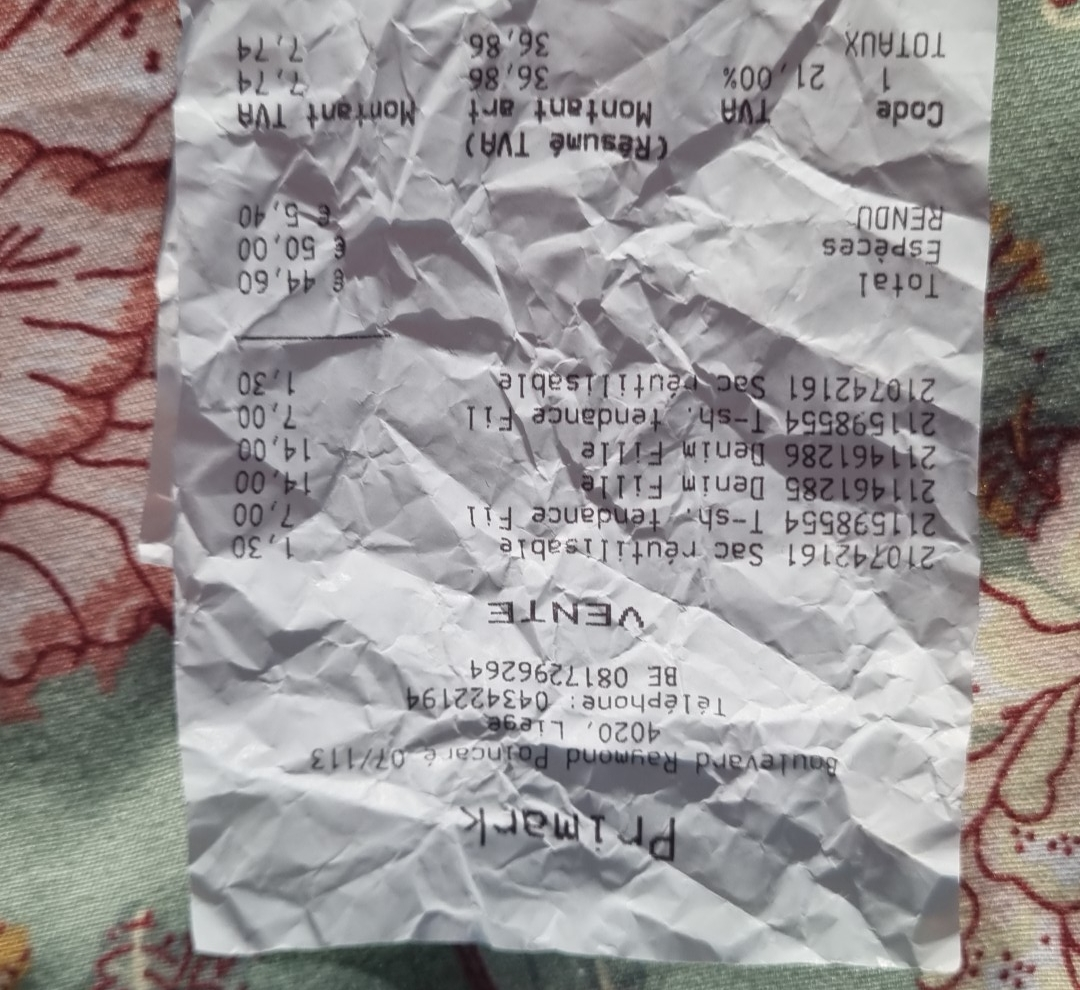 Primark
Boulevard Raymond Poincaré 07/113
4020, Liege
Téléphone: 043422194
BE 0817296264
VENTE
210742161 Sac réutilisable 1,30
211598554 T-sh. tendance Fil 7,00
211461285 Denim Fille 14,00
211461286 Denim Fille 14,00
211598554 T-sh. tendance Fil 7,00
210742161 Sac réutilisable 1,30
Total € 44,60
Espèces € 50,00
RENDU € 5,40
(Résumé TVA)
Code TVA Montant art Montant TVA
1 21,00% 36,86 7,74
TOTAUX 36,86 7,74